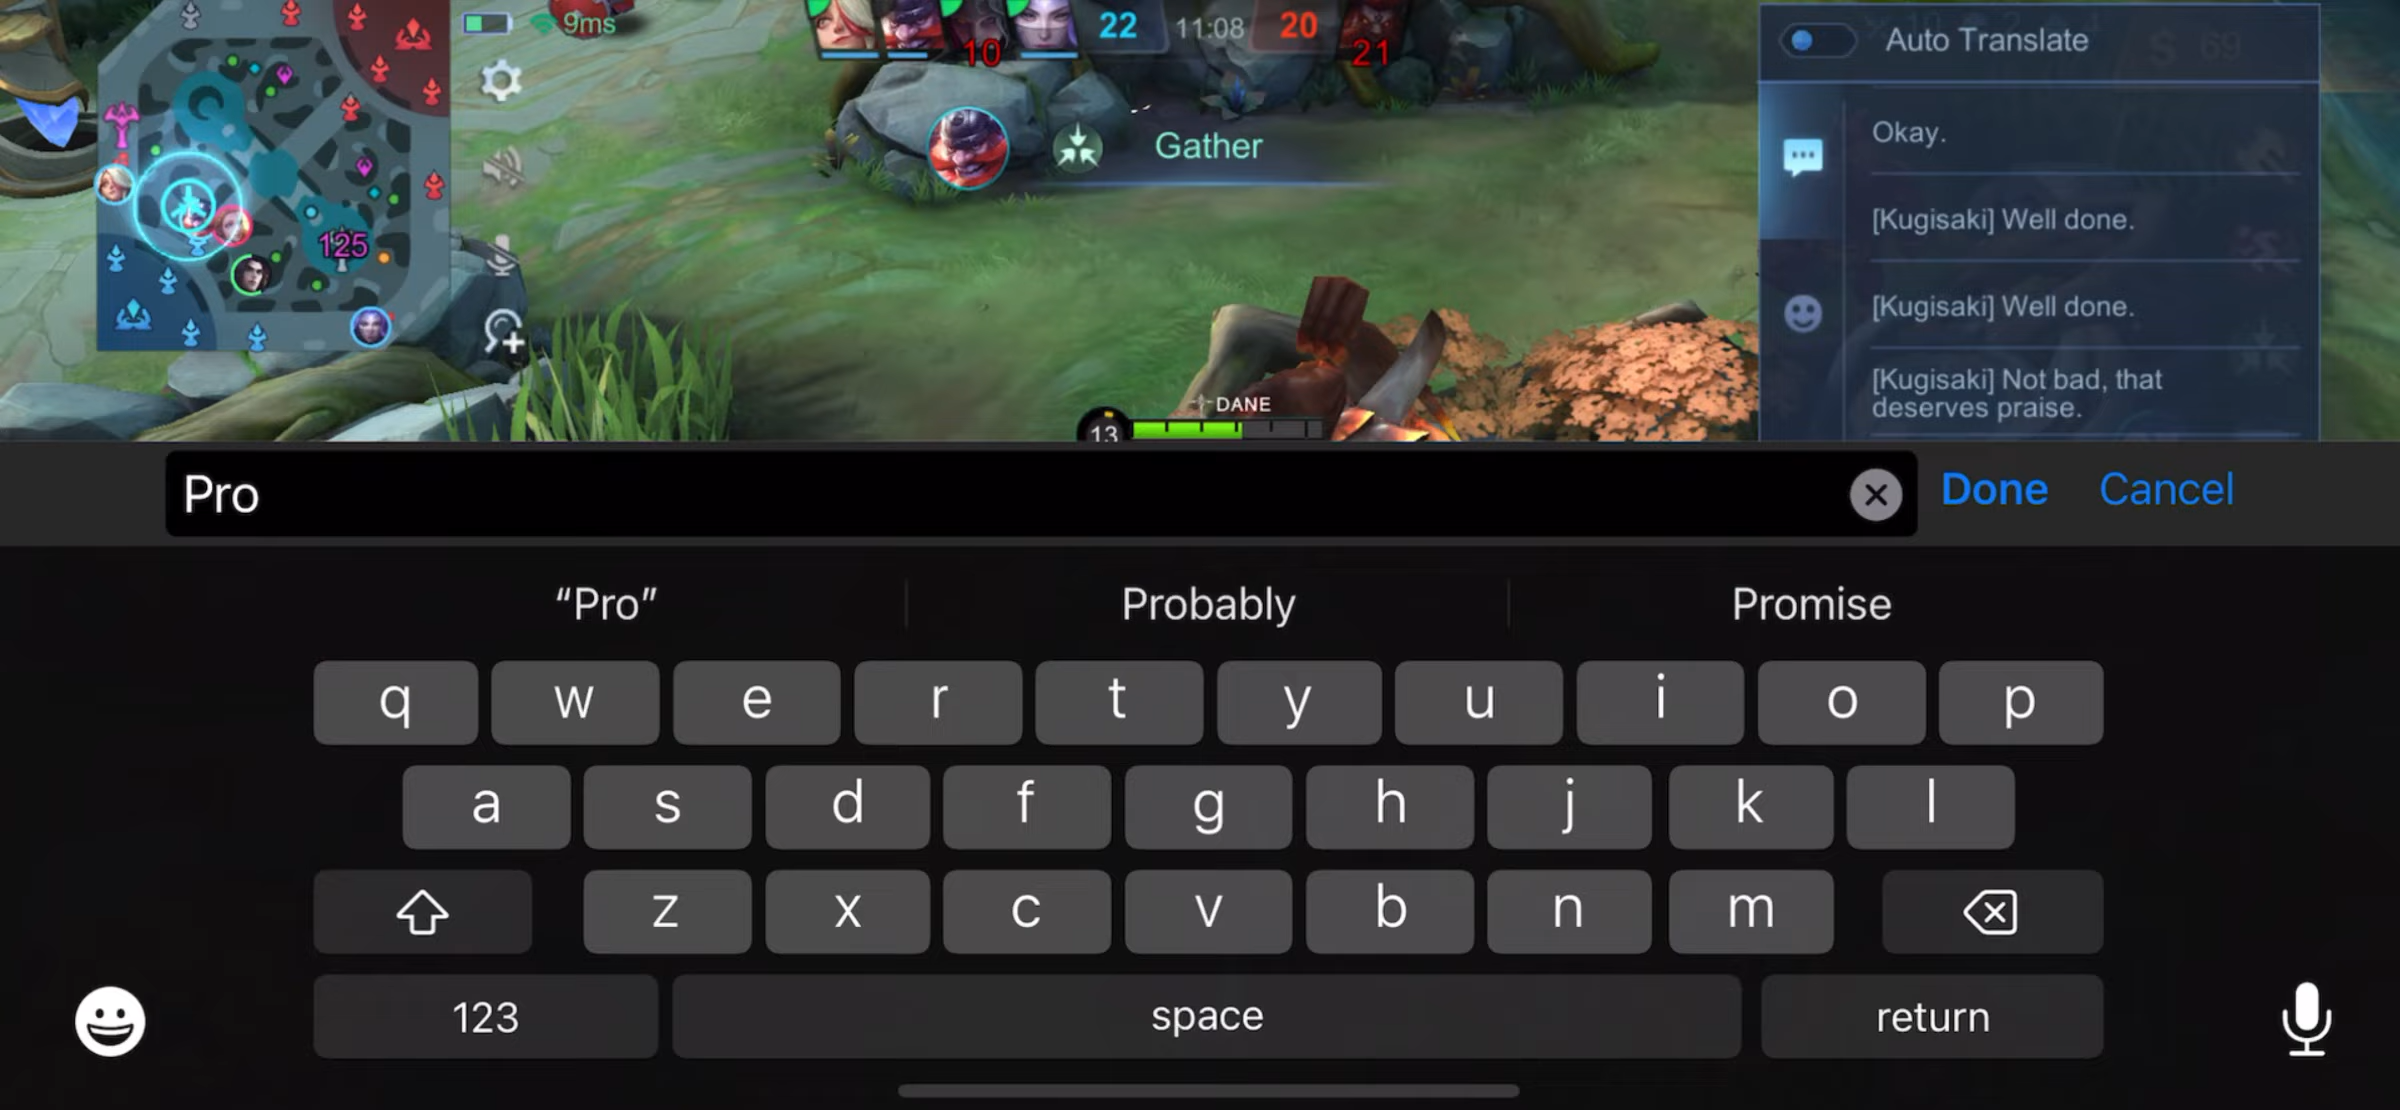 9ms
22 11:08 20
10 21
Auto Translate
Gather
Okay.
[Kugisaki] Well done.
125
[Kugisaki] Well done.
[Kugisaki] Not bad, that
deserves praise.
DANE
13
Pro
Done Cancel
“Pro” Probably Promise
q w e r t y u i o p
a s d f g h j k l
z x c v b n m
123 space return